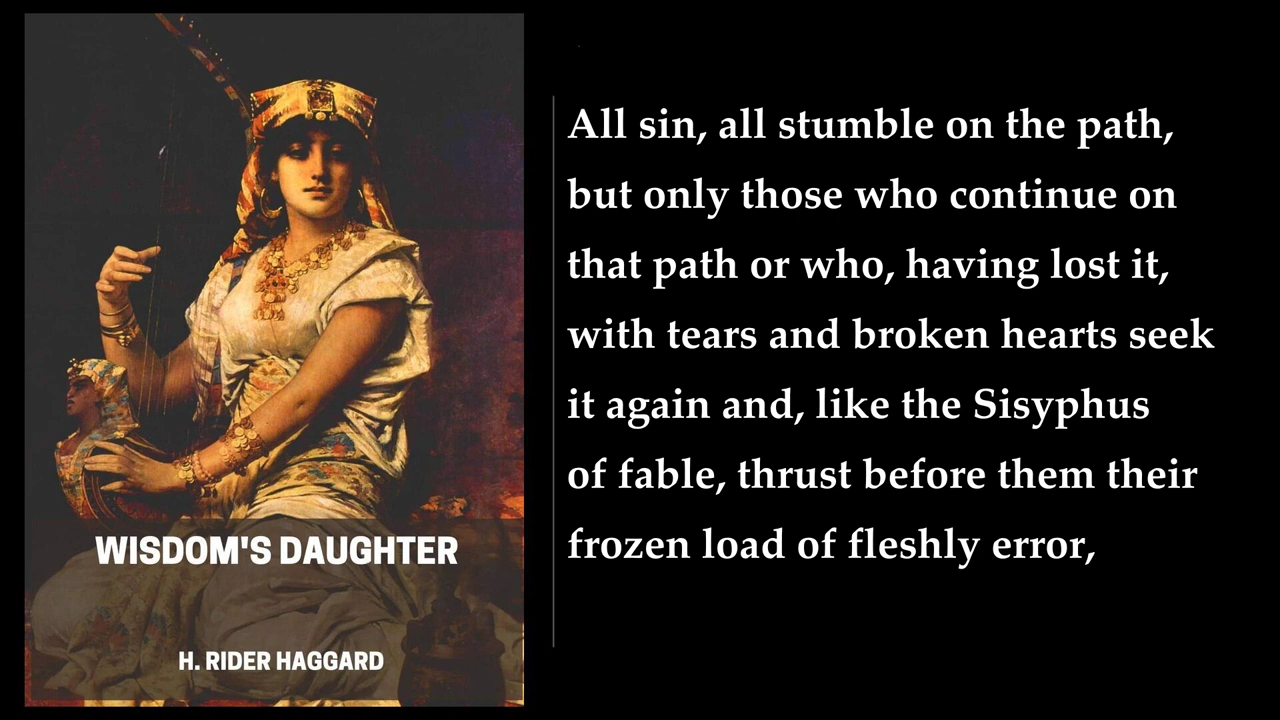 WISDOM'S DAUGHTER
H. RIDER HAGGARD
All sin, all stumble on the path,
but only those who continue on
that path or who, having lost it,
with tears and broken hearts seek
it again and, like the Sisyphus
of fable, thrust before them their
frozen load of fleshly error,